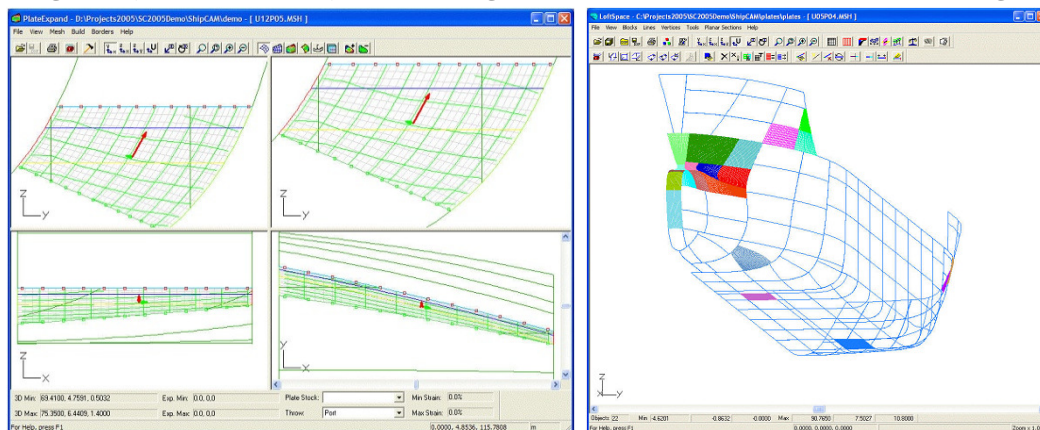 PlateExpand - D:\Projects2005\SC2005Demo\ShipCAM\demo - [ U12P05.MSH ]
File View Mesh Build Borders Help
Z
Y
Z
Y
Z
X
Y
X
3D Min: 69.4100, 4.7591, 0.5032 Exp. Min: 0.0, 0.0 Plate Stock: Min Strain: 0.0%
3D Max: 75.3500, 6.4409, 1.4000 Exp. Max: 0.0, 0.0 Throw: Port Max Strain: 0.0%
For Help, press F1 0.0000, 4.8536, 115.7808 m
LoftSpace - C:\Projects2005\SC2005Demo\ShipCAM\plates\plates - [ U05P04.MSH ]
File View Blocks Lines Vertices Tools Planar Sections Help
Z
Y
X
Objects: 22 Min -4.6201 -0.8632 -0.0000 Max 90.7650 7.5027 10.8000
For Help, press F1 0.0000, 0.0000, 0.0000 Zoom x 1.0